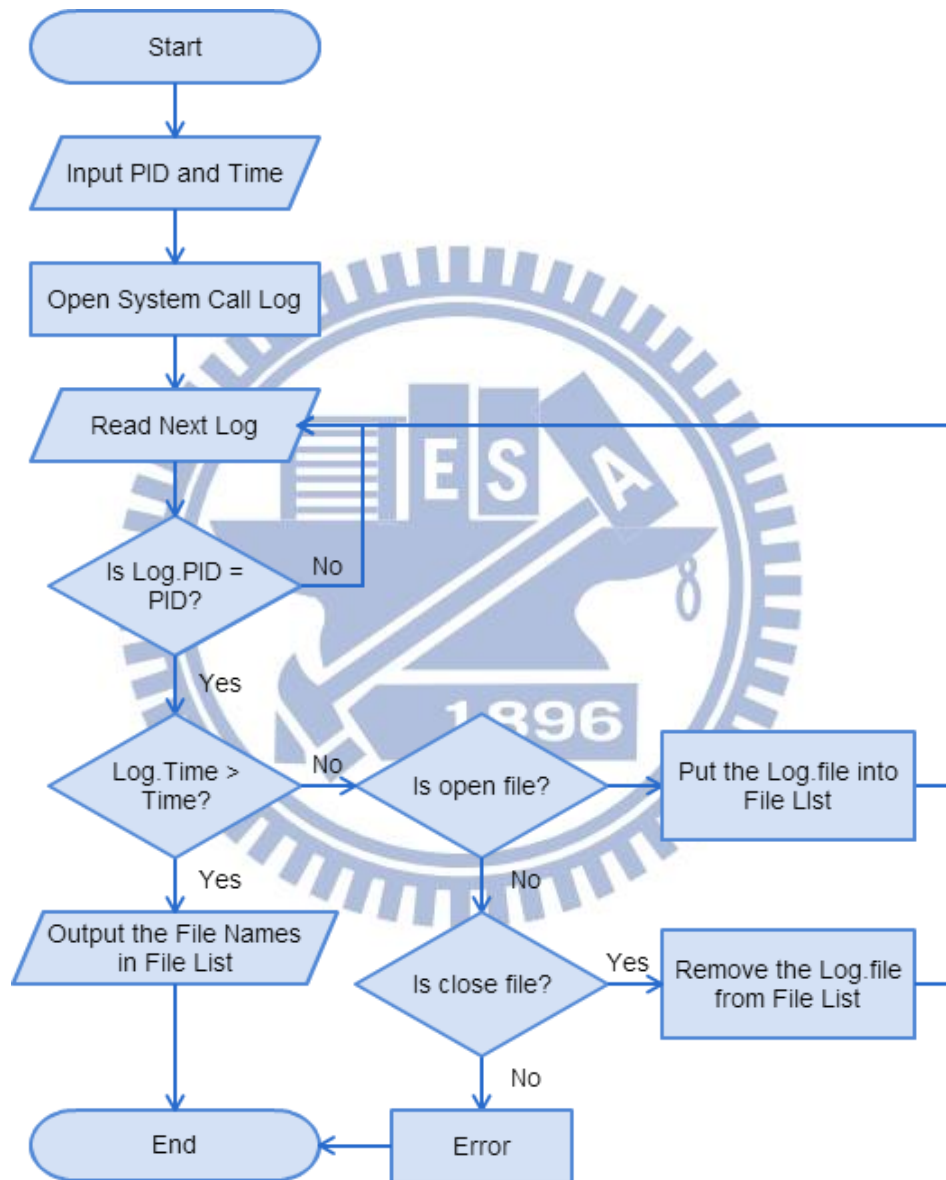 Start
Input PID and Time
Open System Call Log
Read Next Log
ESA
Is Log.PID =
PID?
No
Yes
1896
Log.Time >
Time?
No
Is open file?
Put the Log.file into
File LIst
Yes
No
Output the File Names
in File List
Is close file?
Yes
Remove the Log.file
from File List
No
End
Error